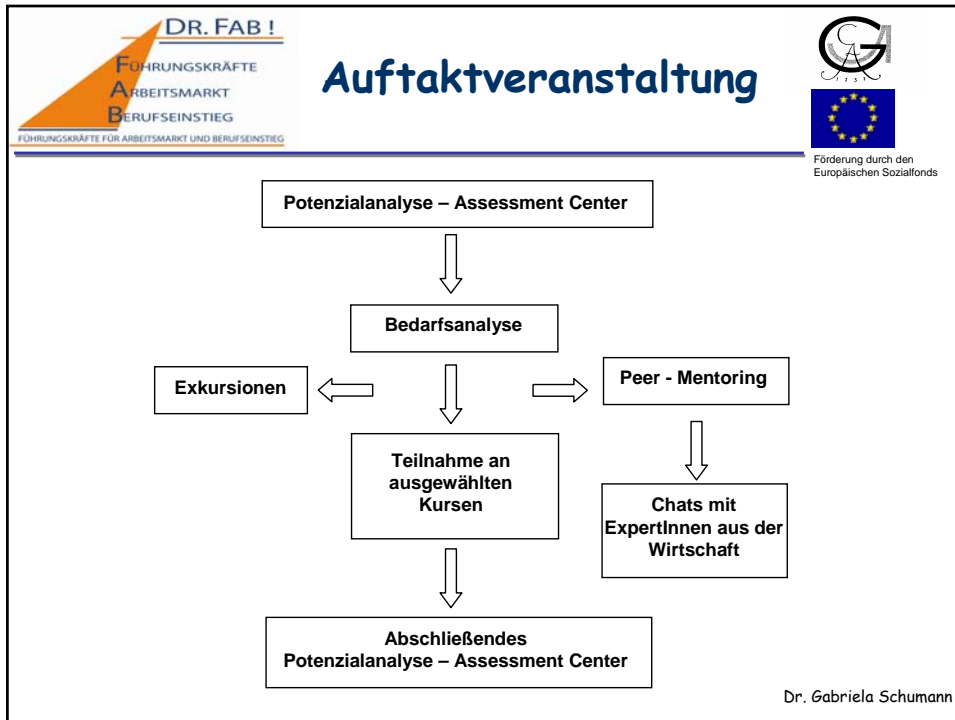 DR. FAB !
FÜHRUNGSKRÄFTE
ARBEITSMARKT
BERUFSEINSTIEG
FÜHRUNGSKRÄFTE FÜR ARBEITSMARKT UND BERUFSEINSTIEG
Auftaktveranstaltung
Förderung durch den
Europäischen Sozialfonds
Potenzialanalyse – Assessment Center
Bedarfsanalyse
Exkursionen
Peer - Mentoring
Teilnahme an
ausgewählten
Kursen
Chats mit
ExpertInnen aus der
Wirtschaft
Abschließendes
Potenzialanalyse – Assessment Center
Dr. Gabriela Schumann